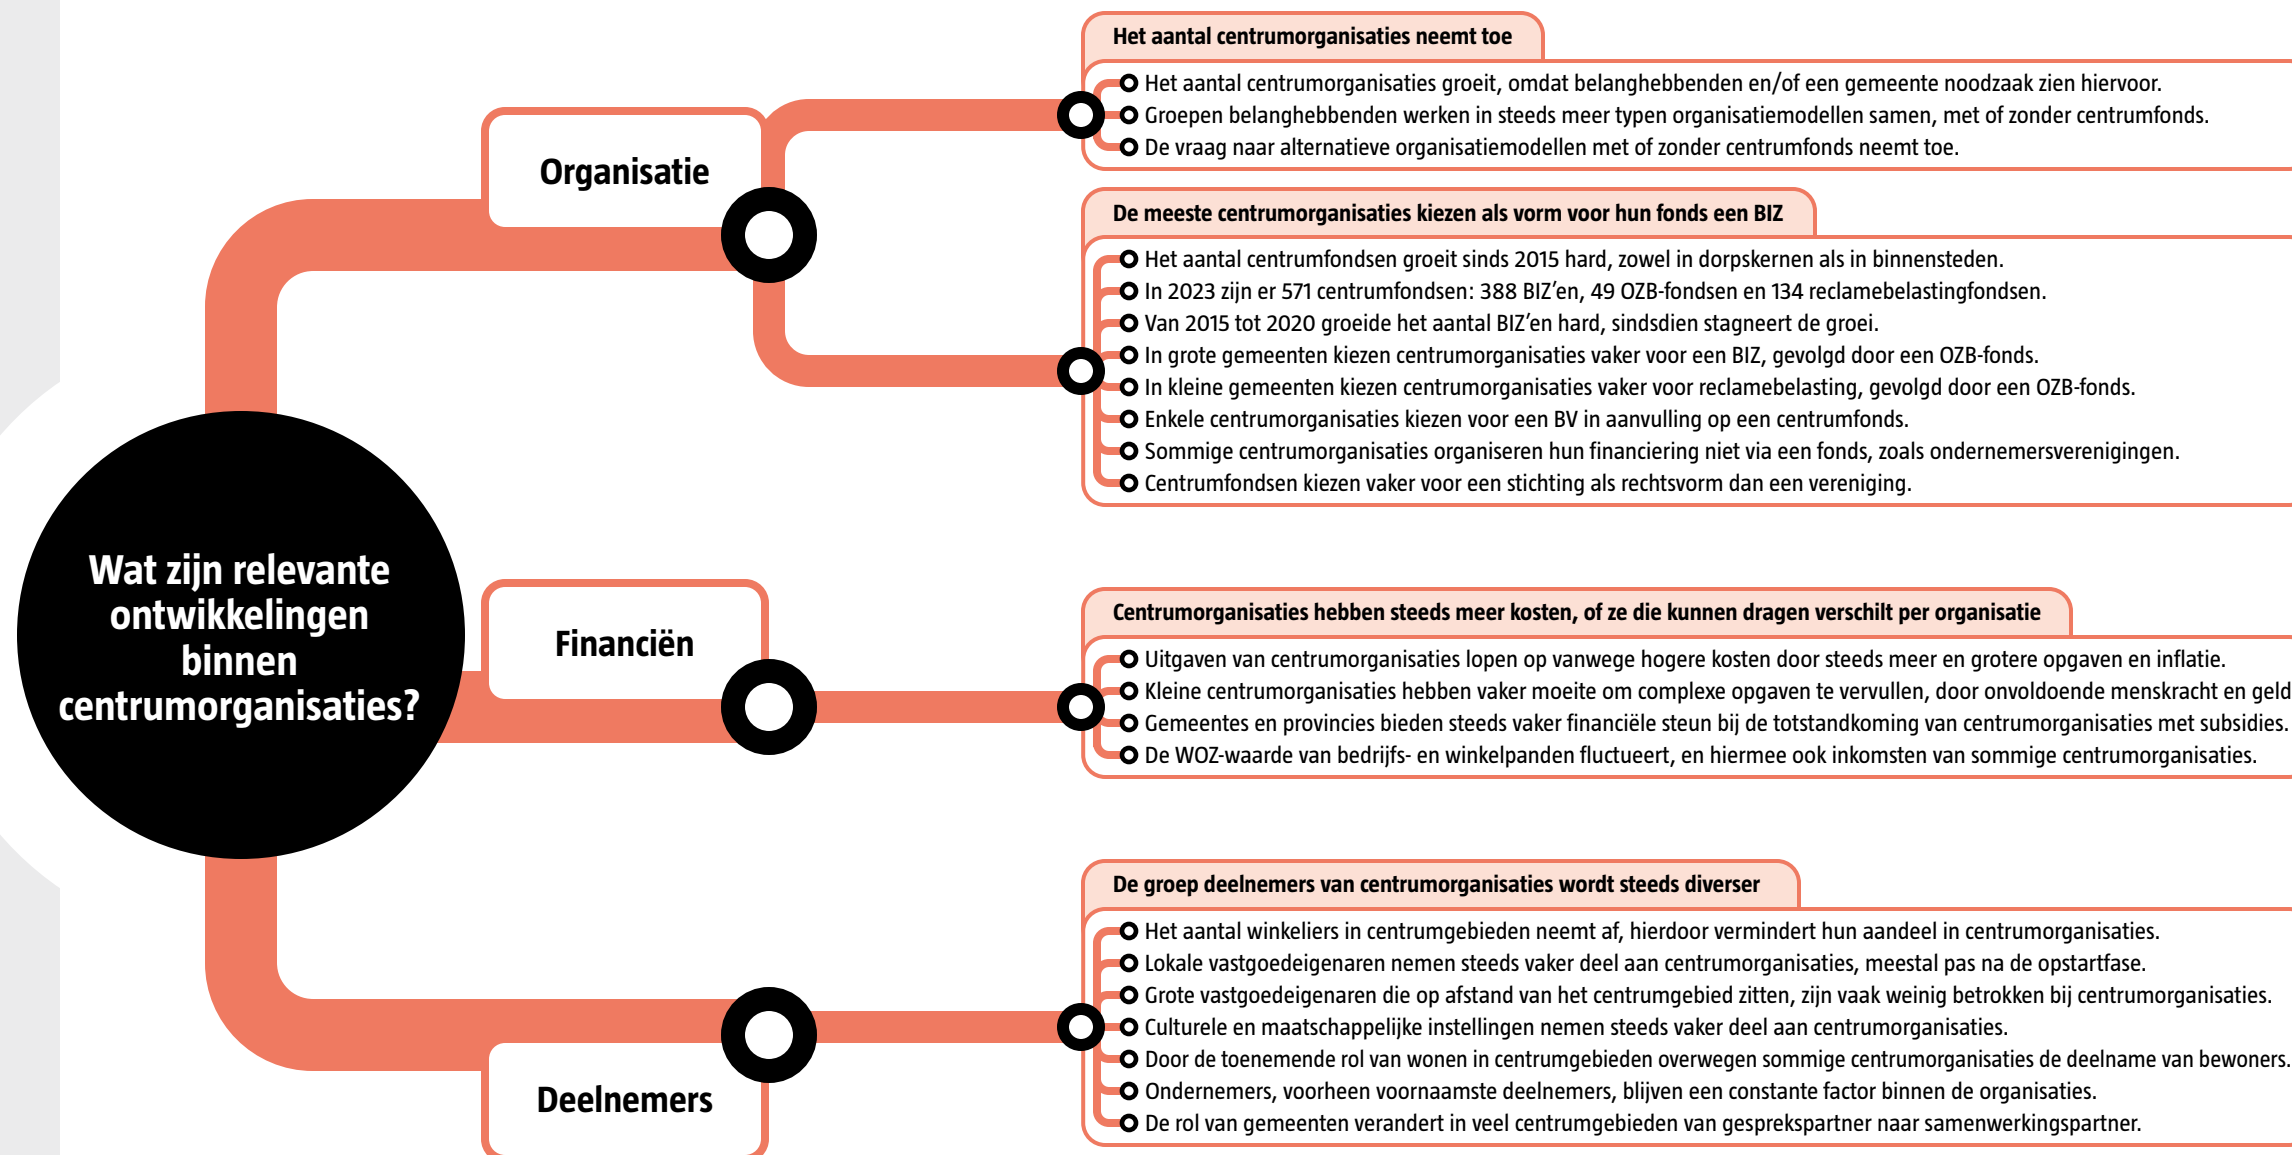 Wat zijn relevante
ontwikkelingen
binnen
centrumorganisaties?
Organisatie
Het aantal centrumorganisaties neemt toe
Het aantal centrumorganisaties groeit, omdat belanghebbenden en/of een gemeente noodzaak zien hiervoor.
Groepen belanghebbenden werken in steeds meer typen organisatiemodellen samen, met of zonder centrumfonds.
De vraag naar alternatieve organisatiemodellen met of zonder centrumfonds neemt toe.
De meeste centrumorganisaties kiezen als vorm voor hun fonds een BIZ
Het aantal centrumfondsen groeit sinds 2015 hard, zowel in dorpskernen als in binnensteden.
In 2023 zijn er 571 centrumfondsen: 388 BIZ’en, 49 OZB-fondsen en 134 reclamebelastingfondsen.
Van 2015 tot 2020 groeide het aantal BIZ’en hard, sindsdien stagneert de groei.
In grote gemeenten kiezen centrumorganisaties vaker voor een BIZ, gevolgd door een OZB-fonds.
In kleine gemeenten kiezen centrumorganisaties vaker voor reclamebelasting, gevolgd door een OZB-fonds.
Enkele centrumorganisaties kiezen voor een BV in aanvulling op een centrumfonds.
Sommige centrumorganisaties organiseren hun financiering niet via een fonds, zoals ondernemersverenigingen.
Centrumfondsen kiezen vaker voor een stichting als rechtsvorm dan een vereniging.
Financiën
Centrumorganisaties hebben steeds meer kosten, of ze die kunnen dragen verschilt per organisatie
Uitgaven van centrumorganisaties lopen op vanwege hogere kosten door steeds meer en grotere opgaven en inflatie.
Kleine centrumorganisaties hebben vaker moeite om complexe opgaven te vervullen, door onvoldoende menskracht en geld
Gemeentes en provincies bieden steeds vaker financiële steun bij de totstandkoming van centrumorganisaties met subsidies.
De WOZ-waarde van bedrijfs- en winkelpanden fluctueert, en hiermee ook inkomsten van sommige centrumorganisaties.
Deelnemers
De groep deelnemers van centrumorganisaties wordt steeds diverser
Het aantal winkeliers in centrumgebieden neemt af, hierdoor vermindert hun aandeel in centrumorganisaties.
Lokale vastgoedeigenaren nemen steeds vaker deel aan centrumorganisaties, meestal pas na de opstartfase.
Grote vastgoedeigenaren die op afstand van het centrumgebied zitten, zijn vaak weinig betrokken bij centrumorganisaties.
Culturele en maatschappelijke instellingen nemen steeds vaker deel aan centrumorganisaties.
Door de toenemende rol van wonen in centrumgebieden overwegen sommige centrumorganisaties de deelname van bewoners.
Ondernemers, voorheen voornaamste deelnemers, blijven een constante factor binnen de organisaties.
De rol van gemeenten verandert in veel centrumgebieden van gesprekspartner naar samenwerkingspartner.